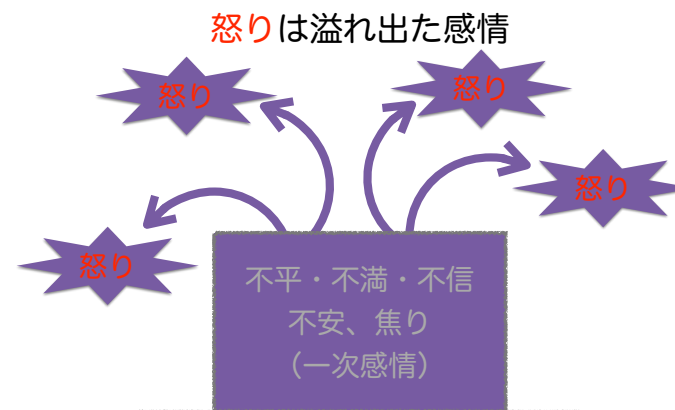 怒りは溢れ出た感情
怒り
怒り
怒り
怒り
不平・不満・不信
不安、焦り
（一次感情）